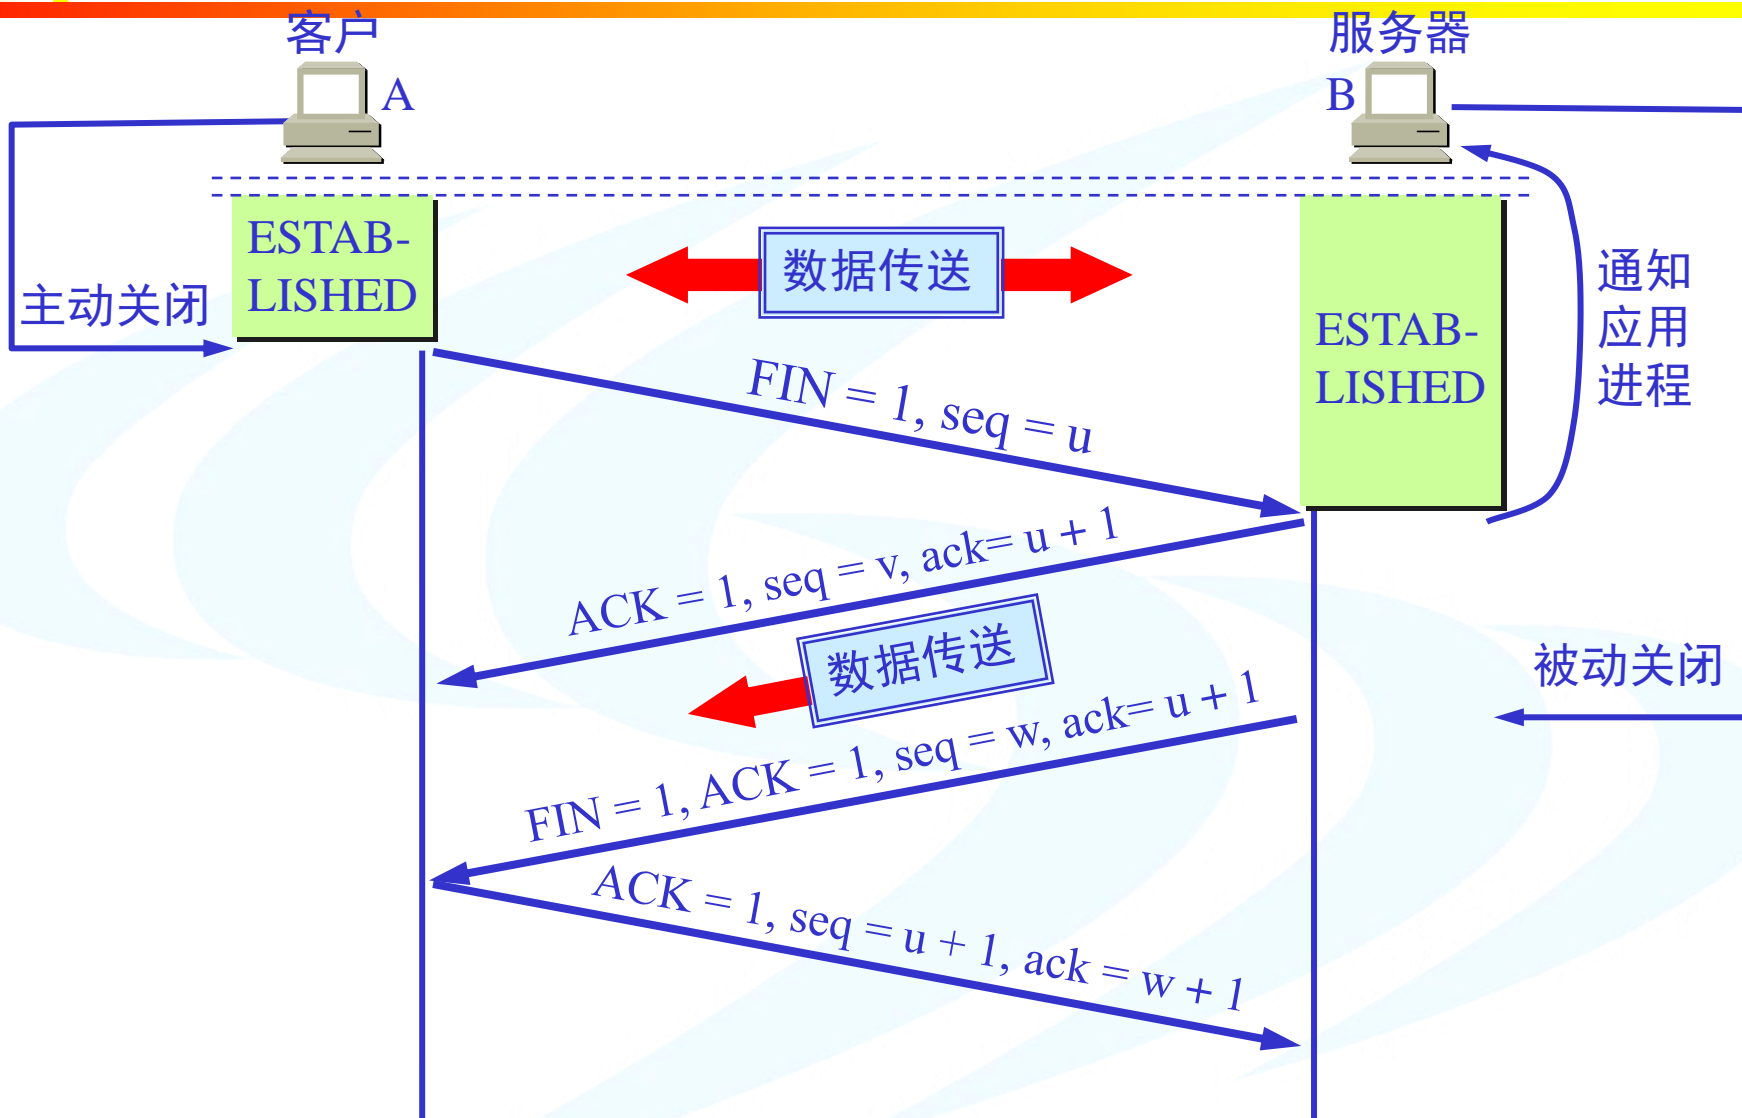 客户
服务器
A
B
ESTAB-
LISHED
数据传送
主动关闭
ESTAB-
LISHED
通知
应用
进程
FIN = 1, seq = u
ACK = 1, seq = v, ack= u + 1
数据传送
被动关闭
FIN = 1, ACK = 1, seq = w, ack= u + 1
ACK = 1, seq = u + 1, ack = w + 1